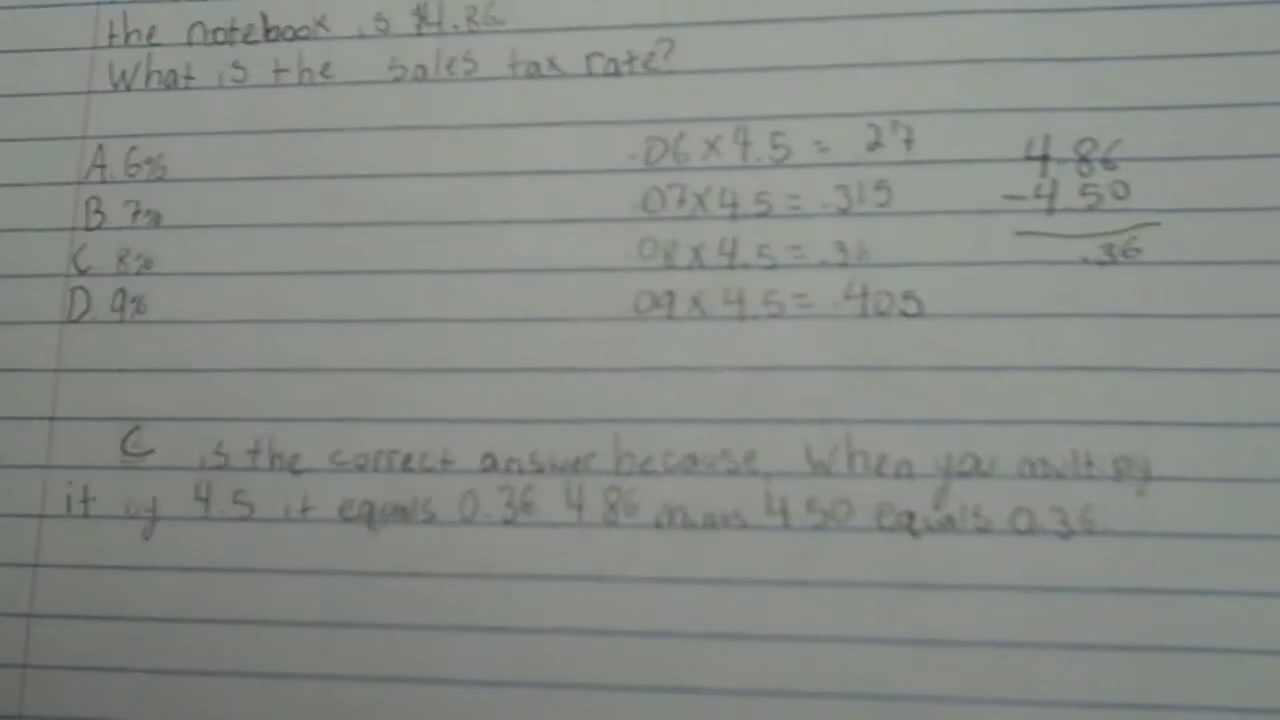 the notebook is $4.86
What is the sales tax rate?
A. 6%
B. 7%
C. 8%
D. 9%
.06 x 4.5 = .27
.07 x 4.5 = .315
.08 x 4.5 = .36
.09 x 4.5 = .405
4.86
-4.50
.36
C is the correct answer because when you multiply
it by 4.5 it equals 0.36 4.86 minus 4.50 equals 0.36